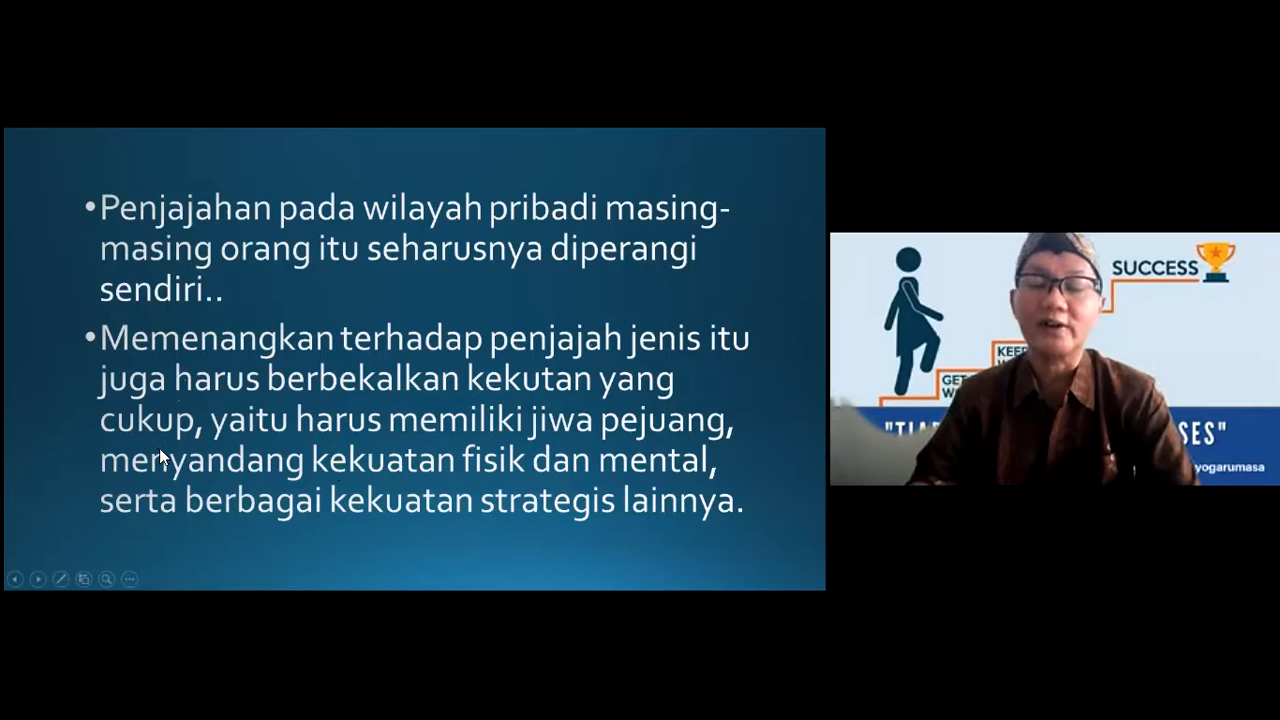 •Penjajahan pada wilayah pribadi masing-
masing orang itu seharusnya diperangi
sendiri..
•Memenangkan terhadap penjajah jenis itu
juga harus berbekalkan kekutan yang
cukup, yaitu harus memiliki jiwa pejuang,
menyandang kekuatan fisik dan mental,
serta berbagai kekuatan strategis lainnya.
SUCCESS
KEEP
GET
yogarumasa